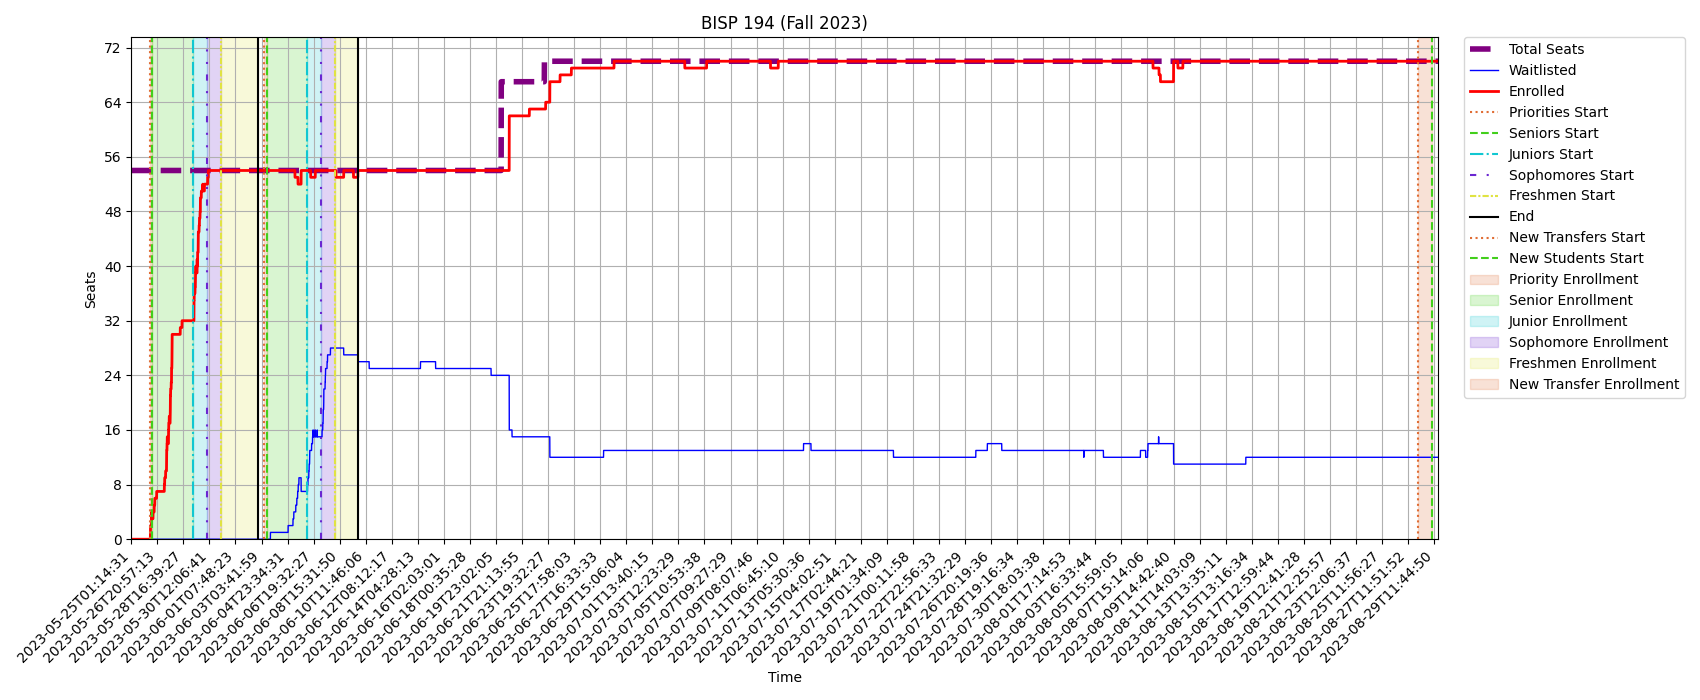 BISP 194 (Fall 2023)
Seats
72
64
56
48
40
32
24
16
8
0
2023-05-25T01:14:31
2023-05-26T20:57:13
2023-05-28T16:39:27
2023-05-30T12:06:41
2023-06-01T07:48:23
2023-06-03T03:41:59
2023-06-04T23:34:31
2023-06-06T19:32:27
2023-06-08T15:31:50
2023-06-10T11:46:06
2023-06-12T08:12:17
2023-06-14T04:28:13
2023-06-16T02:03:01
2023-06-18T00:35:28
2023-06-19T23:02:05
2023-06-21T21:13:55
2023-06-23T19:32:27
2023-06-25T17:58:03
2023-06-27T16:33:33
2023-06-29T15:06:04
2023-07-01T13:40:15
2023-07-03T12:23:29
2023-07-05T10:53:38
2023-07-07T09:27:29
2023-07-09T08:07:46
2023-07-11T06:45:10
2023-07-13T05:30:36
2023-07-15T04:02:51
2023-07-17T02:44:21
2023-07-19T01:34:09
2023-07-21T00:11:58
2023-07-22T22:56:33
2023-07-24T21:32:29
2023-07-26T20:19:36
2023-07-28T19:16:34
2023-07-30T18:03:38
2023-08-01T17:14:53
2023-08-03T16:33:44
2023-08-05T15:59:05
2023-08-07T15:14:06
2023-08-09T14:42:40
2023-08-11T14:03:09
2023-08-13T13:35:11
2023-08-15T13:16:34
2023-08-17T12:59:44
2023-08-19T12:41:28
2023-08-21T12:25:57
2023-08-23T12:06:37
2023-08-25T11:56:27
2023-08-27T11:51:52
2023-08-29T11:44:50
Time
Total Seats
Waitlisted
Enrolled
Priorities Start
Seniors Start
Juniors Start
Sophomores Start
Freshmen Start
End
New Transfers Start
New Students Start
Priority Enrollment
Senior Enrollment
Junior Enrollment
Sophomore Enrollment
Freshmen Enrollment
New Transfer Enrollment